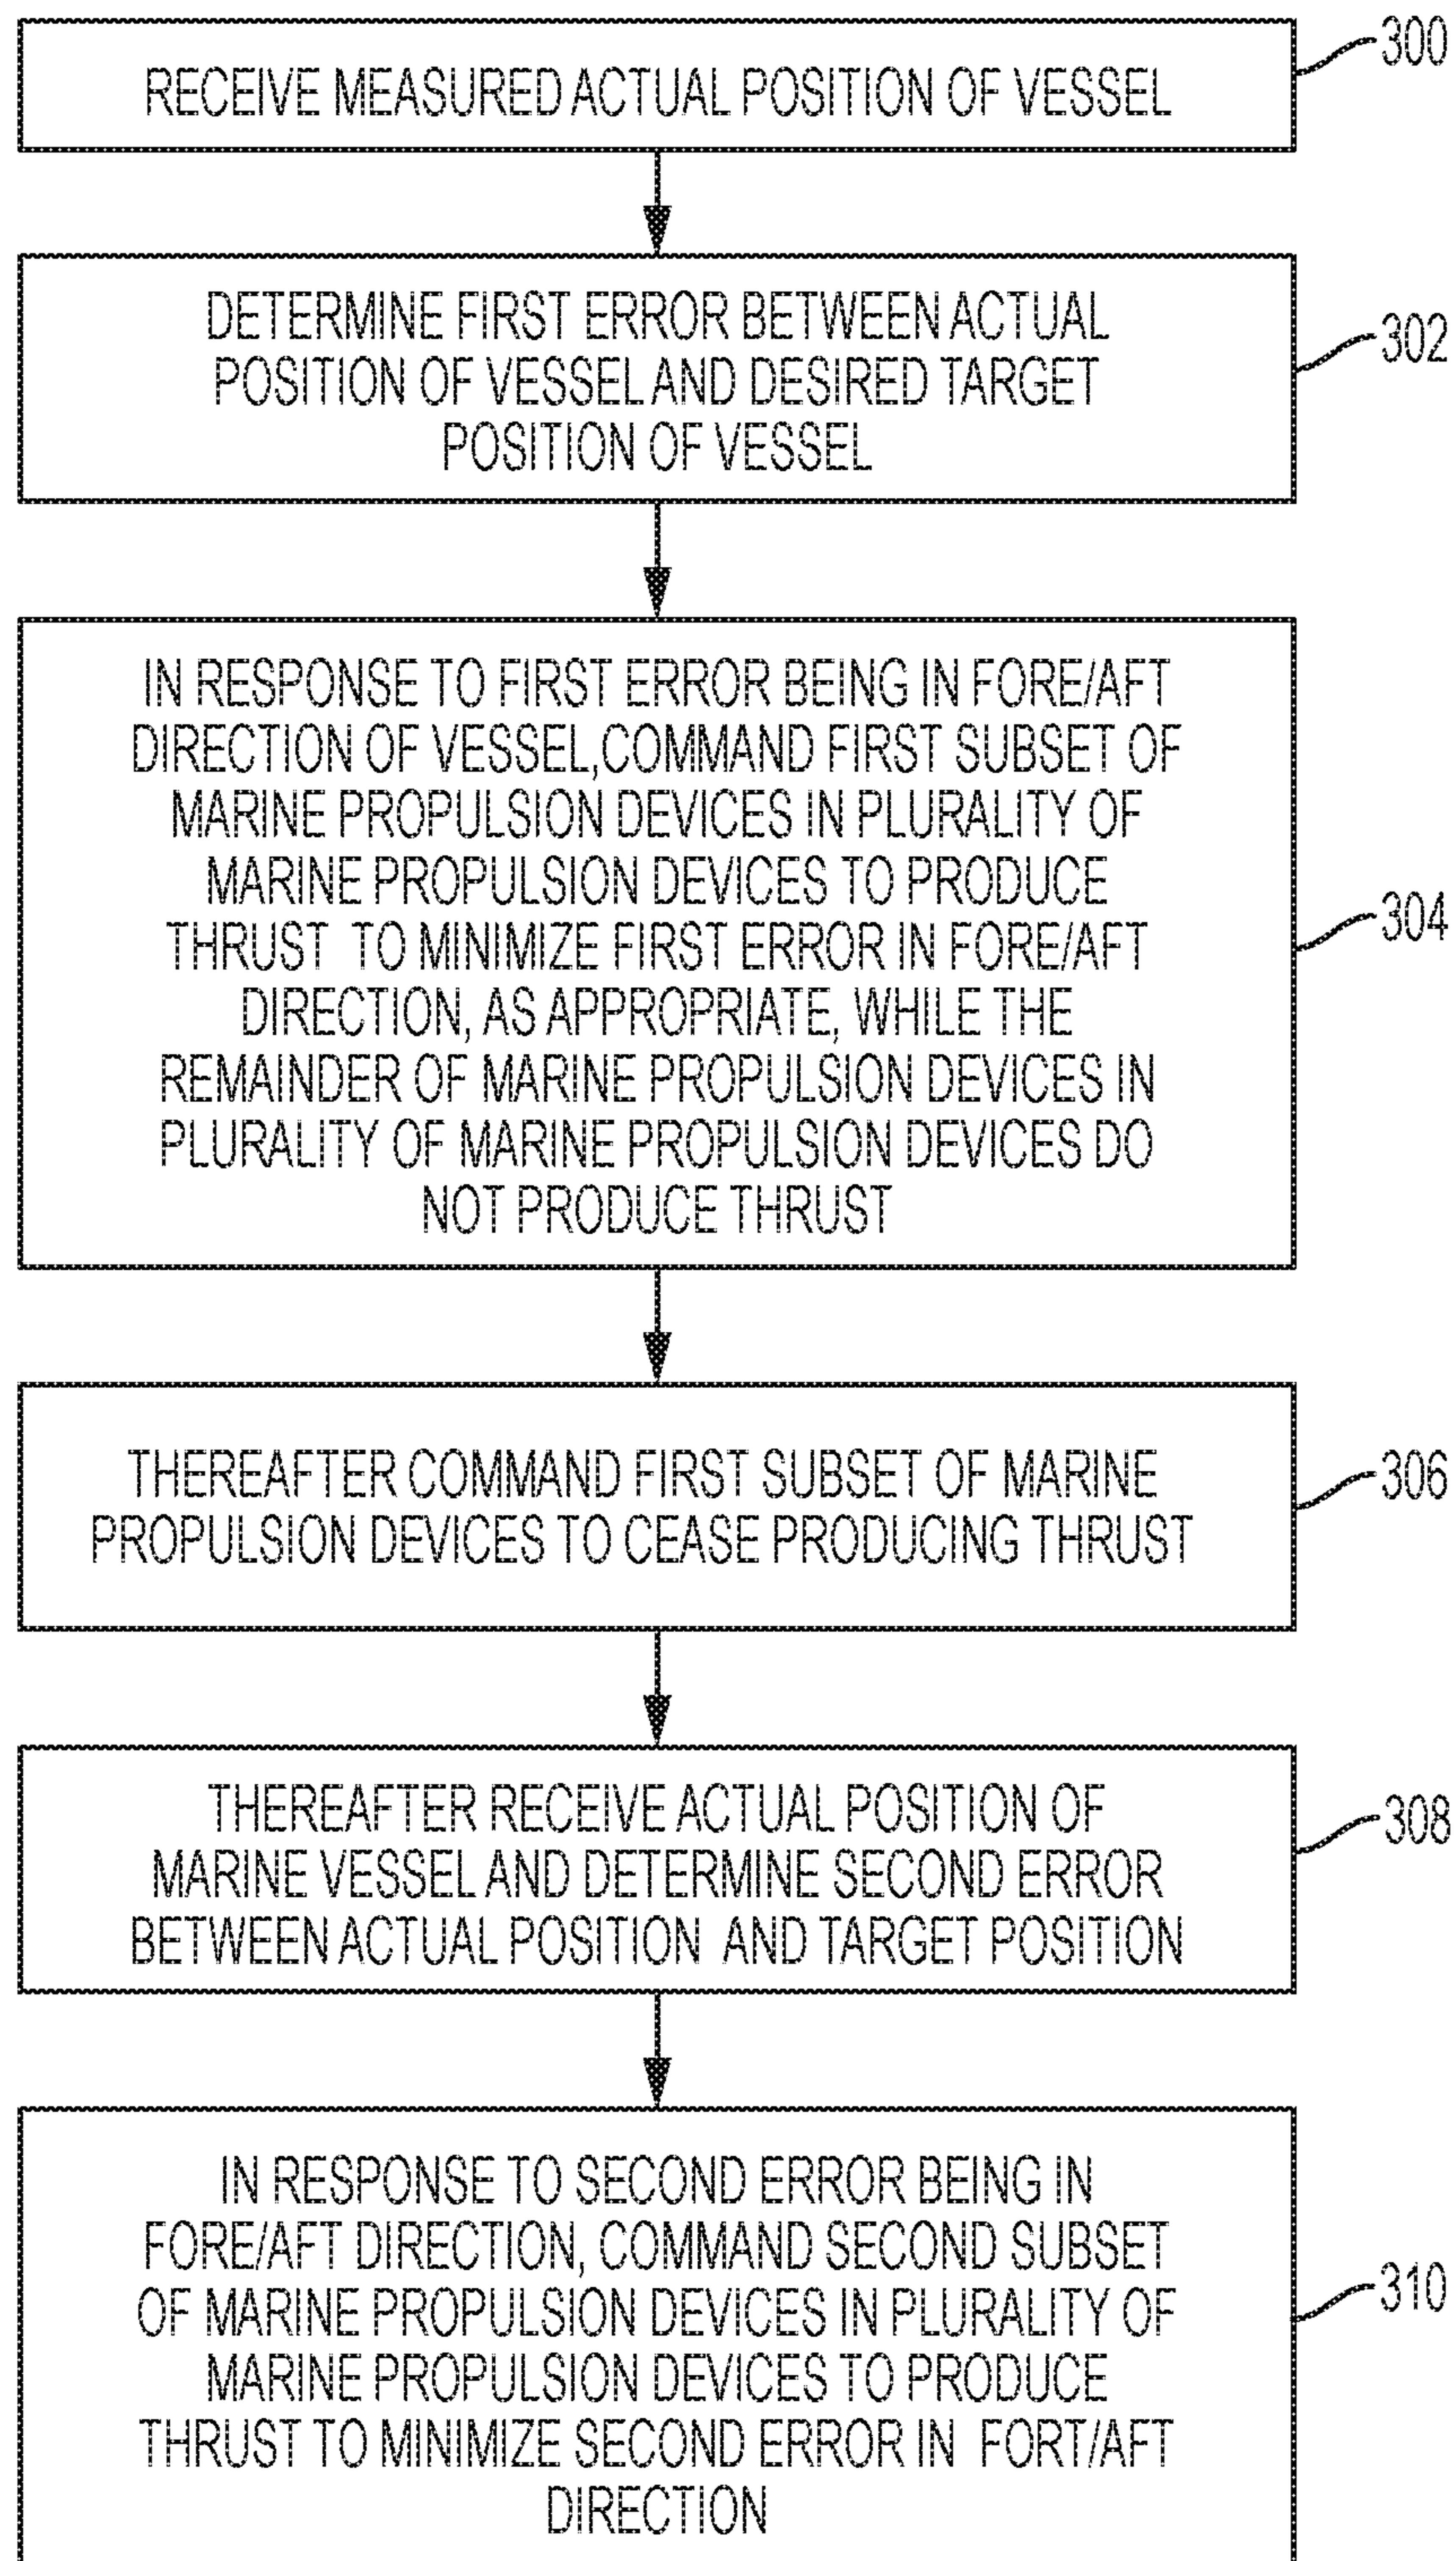 RECEIVE MEASURED ACTUAL POSITION OF VESSEL
300
DETERMINE FIRST ERROR BETWEEN ACTUAL
POSITION OF VESSEL AND DESIRED TARGET
POSITION OF VESSEL
302
IN RESPONSE TO FIRST ERROR BEING IN FORE/AFT
DIRECTION OF VESSEL, COMMAND FIRST SUBSET OF
MARINE PROPULSION DEVICES IN PLURALITY OF
MARINE PROPULSION DEVICES TO PRODUCE
THRUST TO MINIMIZE FIRST ERROR IN FORE/AFT
DIRECTION, AS APPROPRIATE, WHILE THE
REMAINDER OF MARINE PROPULSION DEVICES IN
PLURALITY OF MARINE PROPULSION DEVICES DO
NOT PRODUCE THRUST
304
THEREAFTER COMMAND FIRST SUBSET OF MARINE
PROPULSION DEVICES TO CEASE PRODUCING THRUST
306
THEREAFTER RECEIVE ACTUAL POSITION OF
MARINE VESSEL AND DETERMINE SECOND ERROR
BETWEEN ACTUAL POSITION AND TARGET POSITION
308
IN RESPONSE TO SECOND ERROR BEING IN
FORE/AFT DIRECTION, COMMAND SECOND SUBSET
OF MARINE PROPULSION DEVICES IN PLURALITY OF
MARINE PROPULSION DEVICES TO PRODUCE
THRUST TO MINIMIZE SECOND ERROR IN FORT/AFT
DIRECTION
310